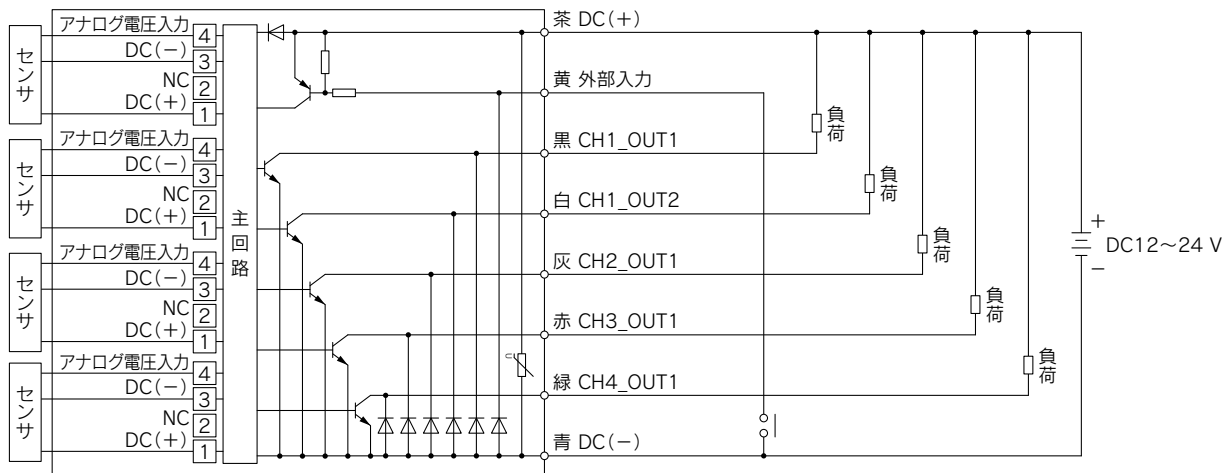 センサ
アナログ電圧入力 4
DC(−) 3
NC 2
DC(+) 1
センサ
アナログ電圧入力 4
DC(−) 3
NC 2
DC(+) 1
センサ
アナログ電圧入力 4
DC(−) 3
NC 2
DC(+) 1
センサ
アナログ電圧入力 4
DC(−) 3
NC 2
DC(+) 1
主回路
茶 DC(+)
黄 外部入力
黒 CH1_OUT1
白 CH1_OUT2
灰 CH2_OUT1
赤 CH3_OUT1
緑 CH4_OUT1
青 DC(−)
負荷
負荷
負荷
負荷
負荷
+
DC12～24 V
−